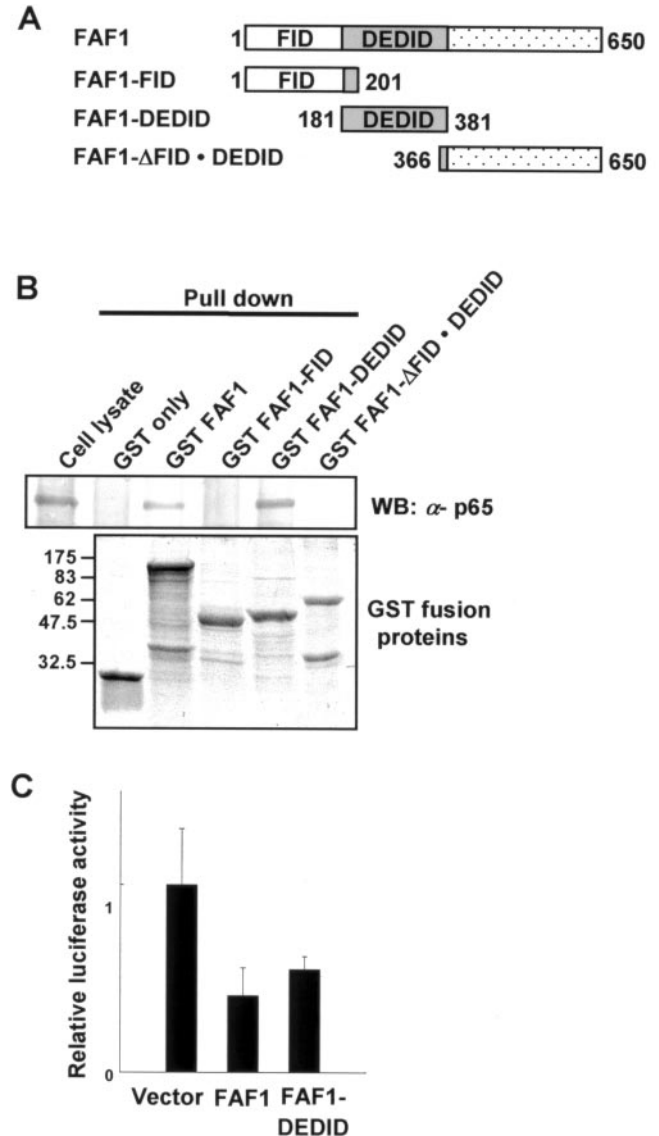 A
FAF1 1 FID DEDID 650
FAF1-FID 1 FID 201
FAF1-DEDID 181 DEDID 381
FAF1-ΔFID • DEDID 366 650
B
Pull down
Cell lysate
GST only
GST FAF1
GST FAF1-FID
GST FAF1-DEDID
GST FAF1-ΔFID • DEDID
WB: α- p65
175
83
62
47.5
32.5
GST fusion
proteins
C
Relative luciferase activity
1
0
Vector FAF1 FAF1-
DEDID